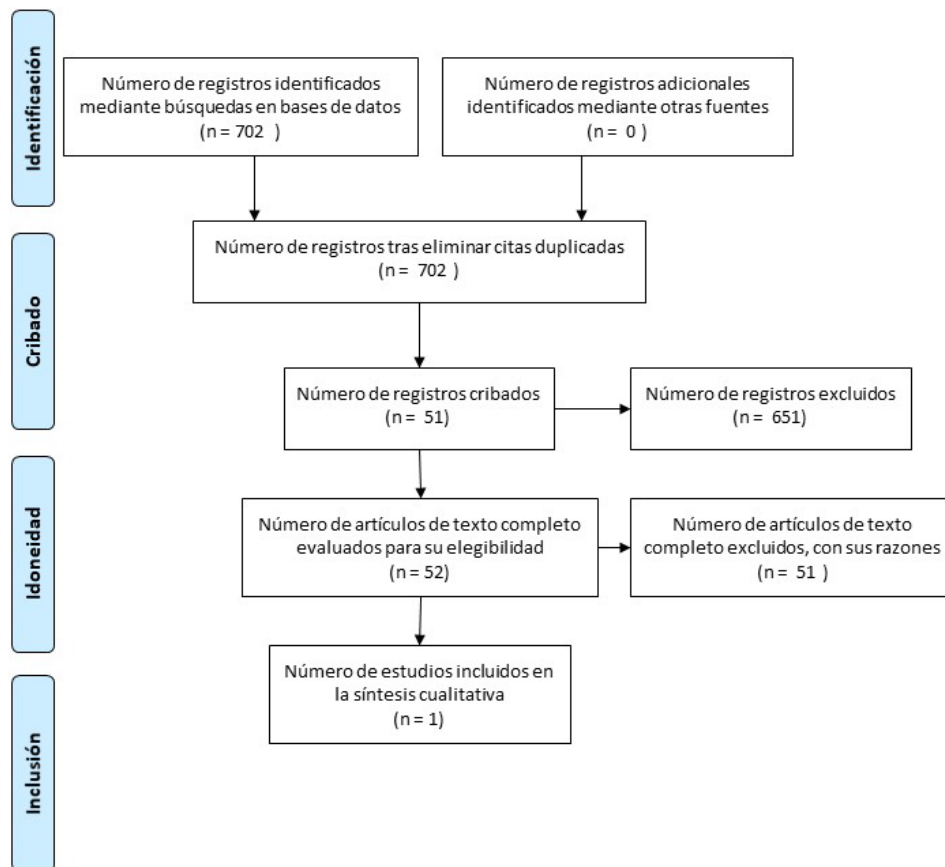 Identificación
Número de registros identificados
mediante búsquedas en bases de datos
(n = 702 )
Número de registros adicionales
identificados mediante otras fuentes
(n = 0 )
Cribado
Número de registros tras eliminar citas duplicadas
(n = 702 )
Número de registros cribados
(n = 51)
Número de registros excluidos
(n = 651)
Idoneidad
Número de artículos de texto completo
evaluados para su elegibilidad
(n = 52)
Número de artículos de texto
completo excluidos, con sus razones
(n = 51 )
Inclusión
Número de estudios incluidos en
la síntesis cualitativa
(n = 1)